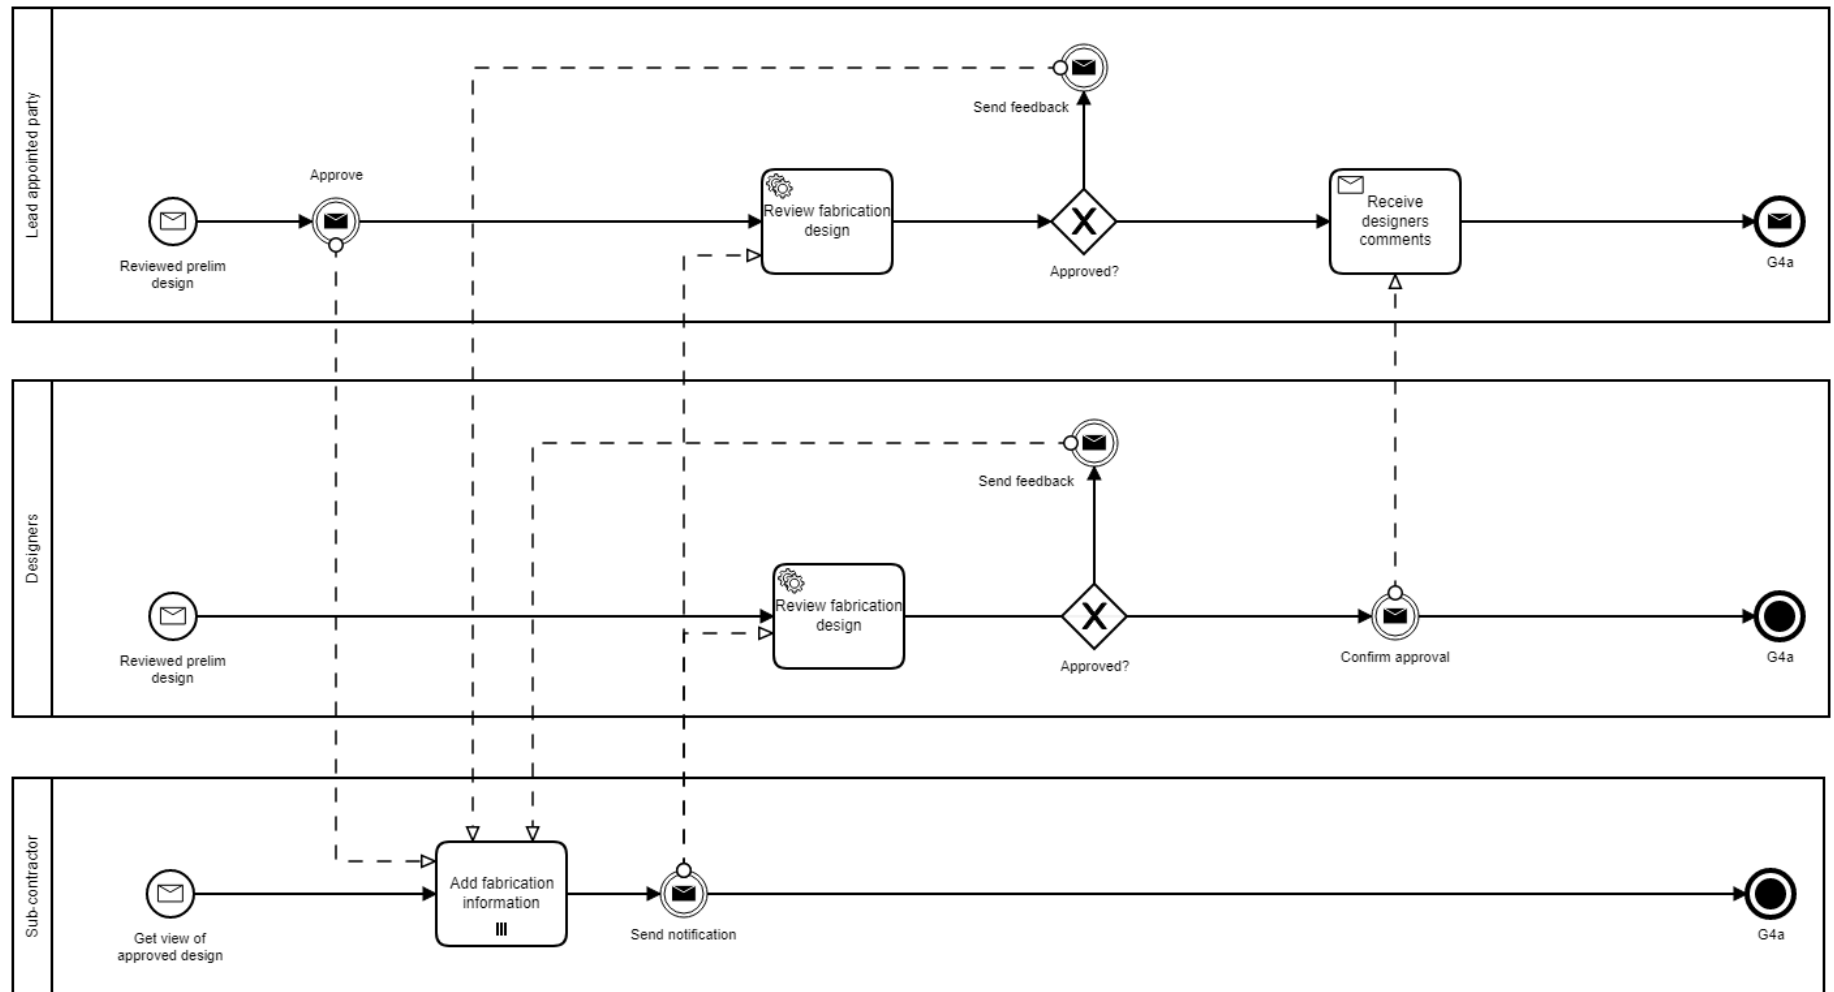 Lead appointed party
Send feedback
Approve
Review fabrication
design
Receive
designers
comments
Reviewed prelim
design
Approved?
G4a
Designers
Send feedback
Review fabrication
design
Reviewed prelim
design
Approved?
Confirm approval
G4a
Sub-contractor
Add fabrication
information
Get view of
approved design
Send notification
G4a